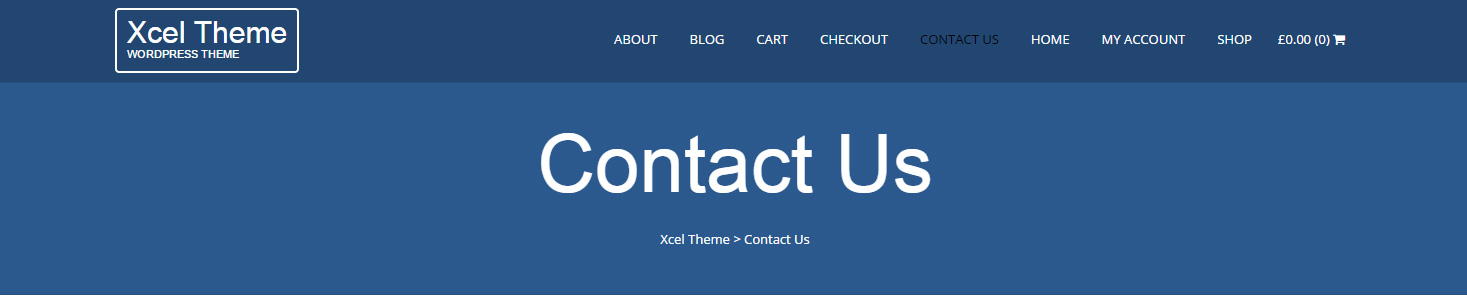 Xcel Theme
WORDPRESS THEME
ABOUT BLOG CART CHECKOUT CONTACT US HOME MY ACCOUNT SHOP £0.00 (0)
Contact Us
Xcel Theme > Contact Us